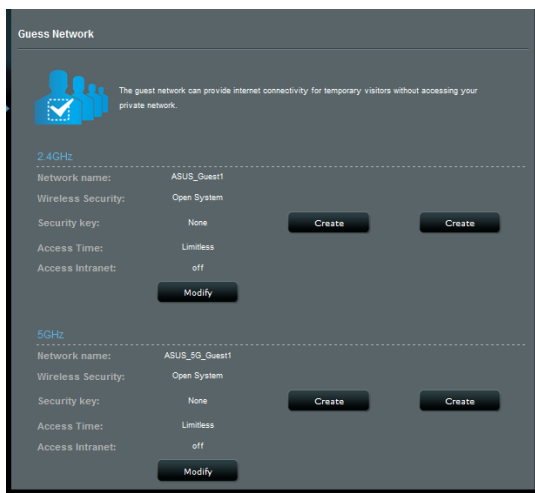 Guess Network
The guest network can provide internet connectivity for temporary visitors without accessing your
private network.
2.4GHz
Network name: ASUS_Guest1
Wireless Security: Open System
Security key: None Create Create
Access Time: Limitless
Access Intranet: off
Modify
5GHz
Network name: ASUS_5G_Guest1
Wireless Security: Open System
Security key: None Create Create
Access Time: Limitless
Access Intranet: off
Modify